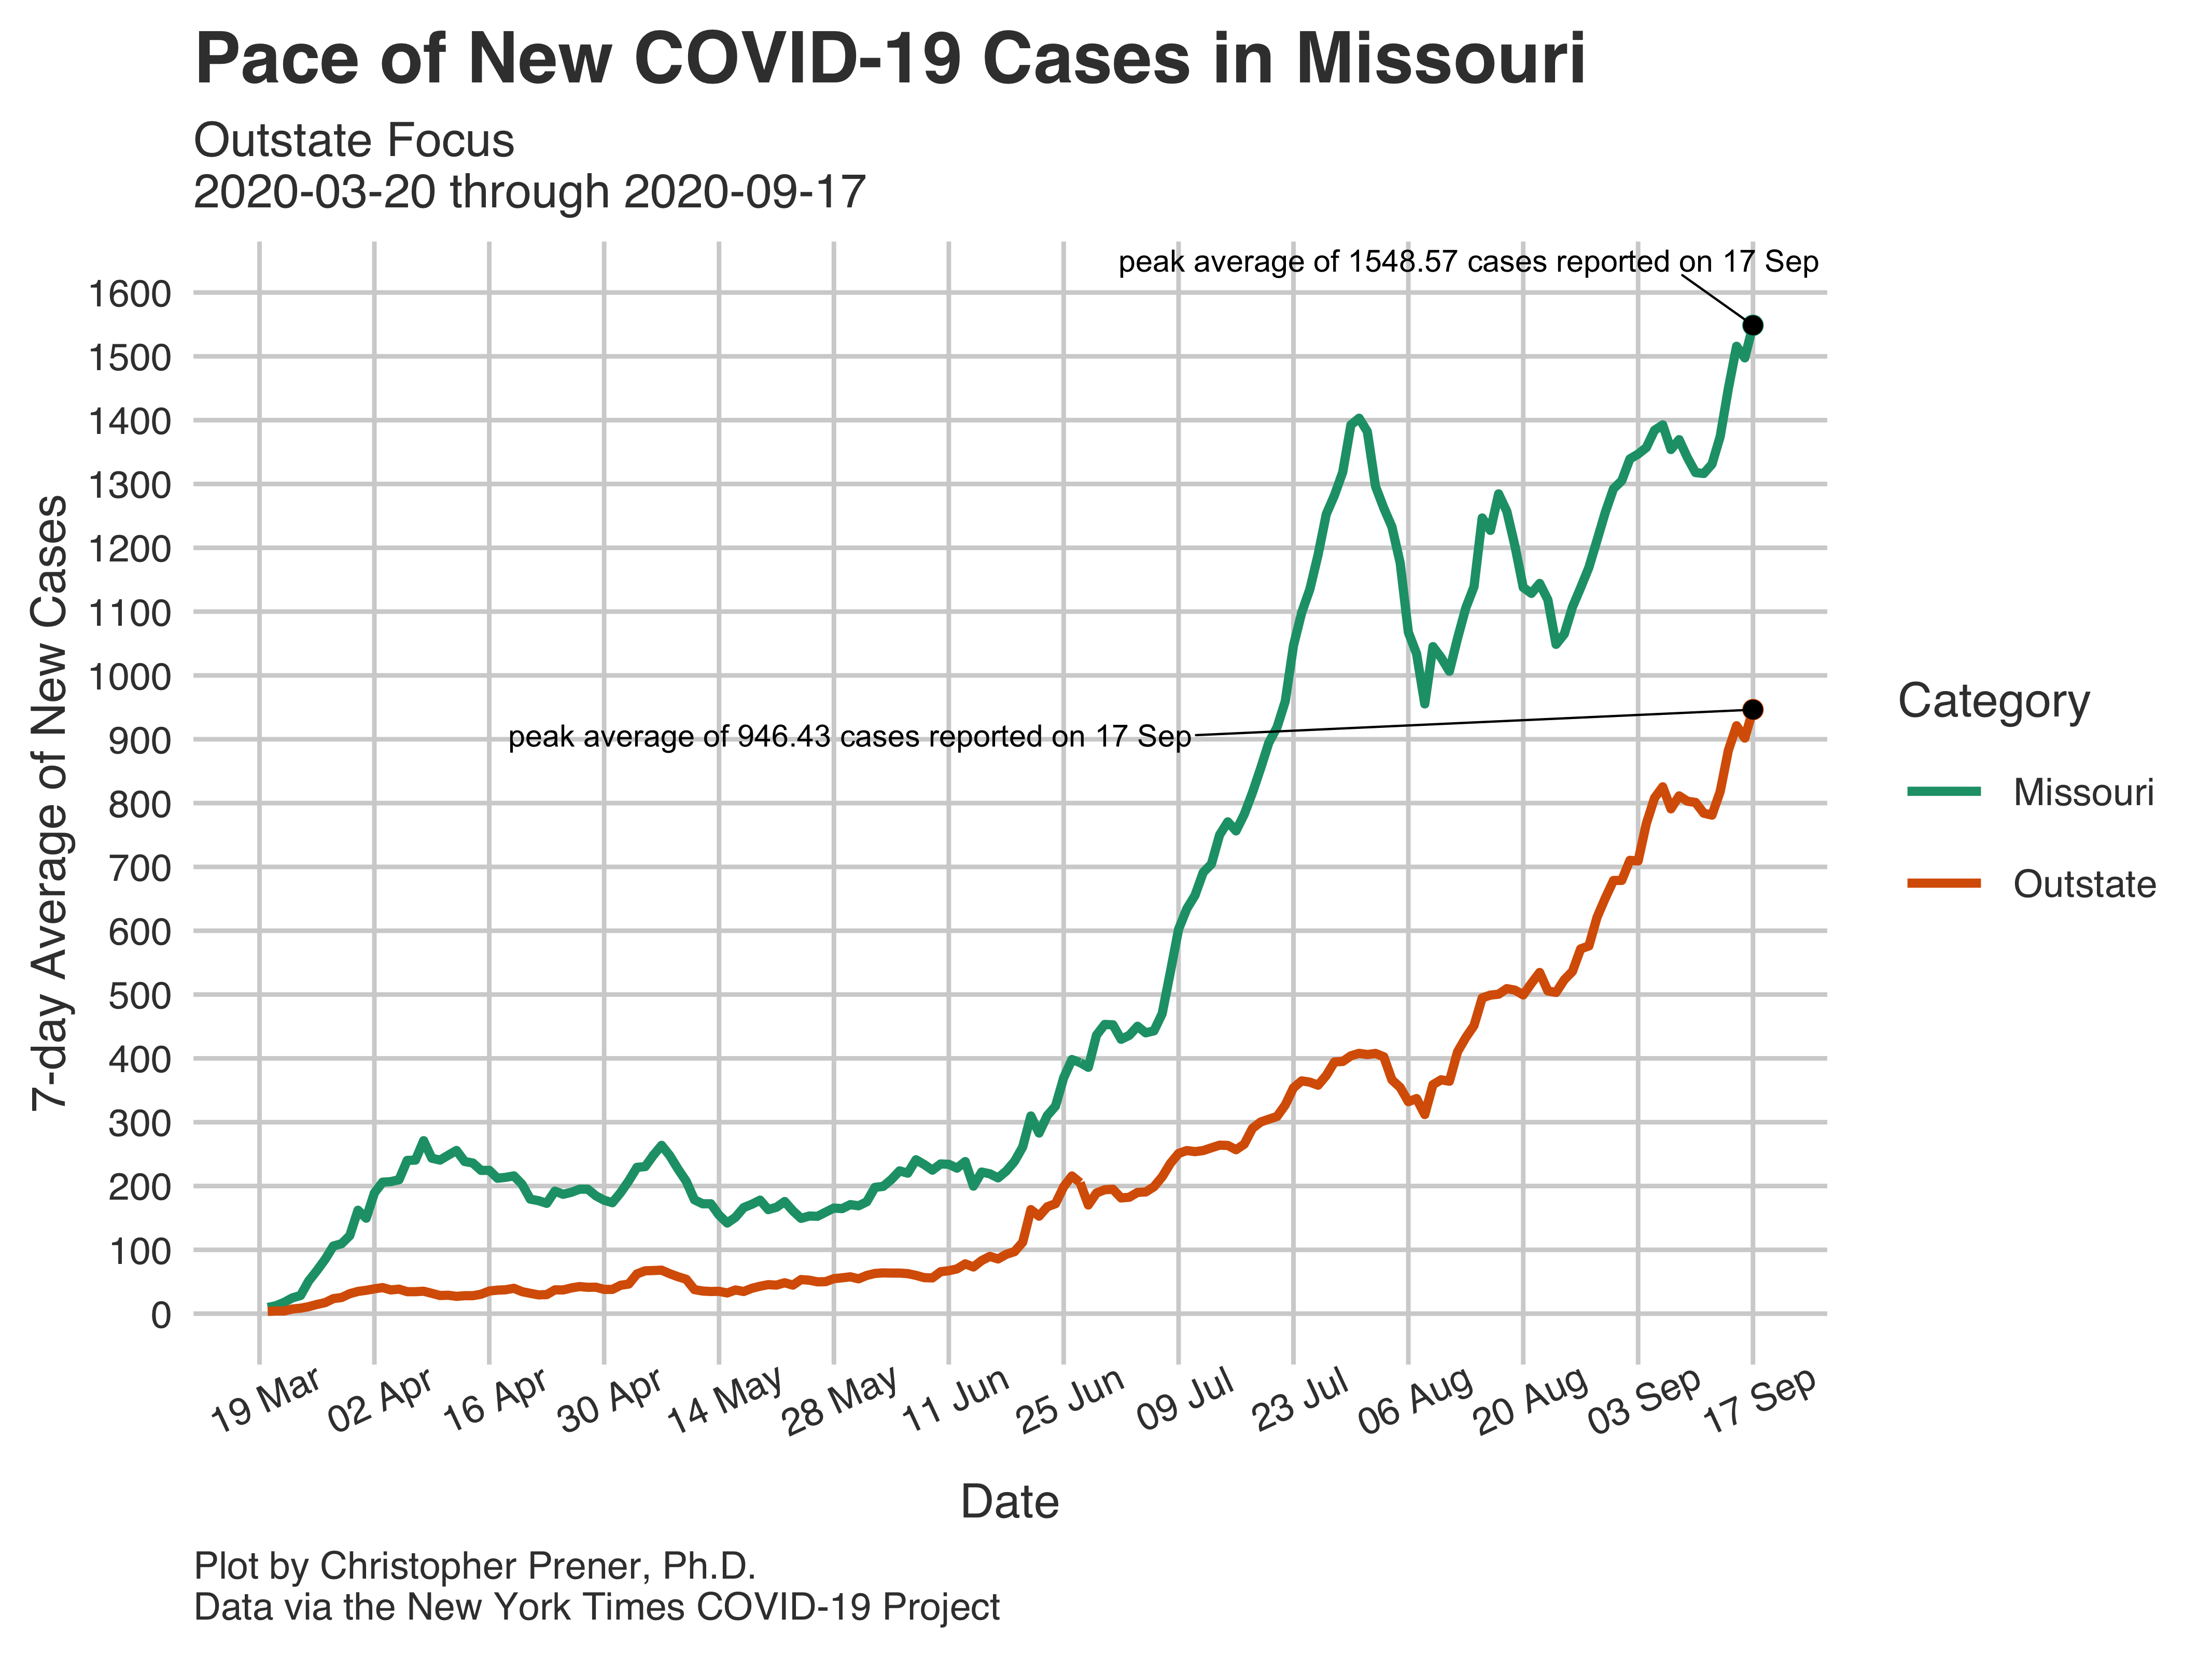 Pace of New COVID-19 Cases in Missouri
Outstate Focus
2020-03-20 through 2020-09-17
peak average of 1548.57 cases reported on 17 Sep
peak average of 946.43 cases reported on 17 Sep
7-day Average of New Cases
1600
1500
1400
1300
1200
1100
1000
900
800
700
600
500
400
300
200
100
0
19 Mar
02 Apr
16 Apr
30 Apr
14 May
28 May
11 Jun
25 Jun
09 Jul
23 Jul
06 Aug
20 Aug
03 Sep
17 Sep
Date
Category
Missouri
Outstate
Plot by Christopher Prener, Ph.D.
Data via the New York Times COVID-19 Project